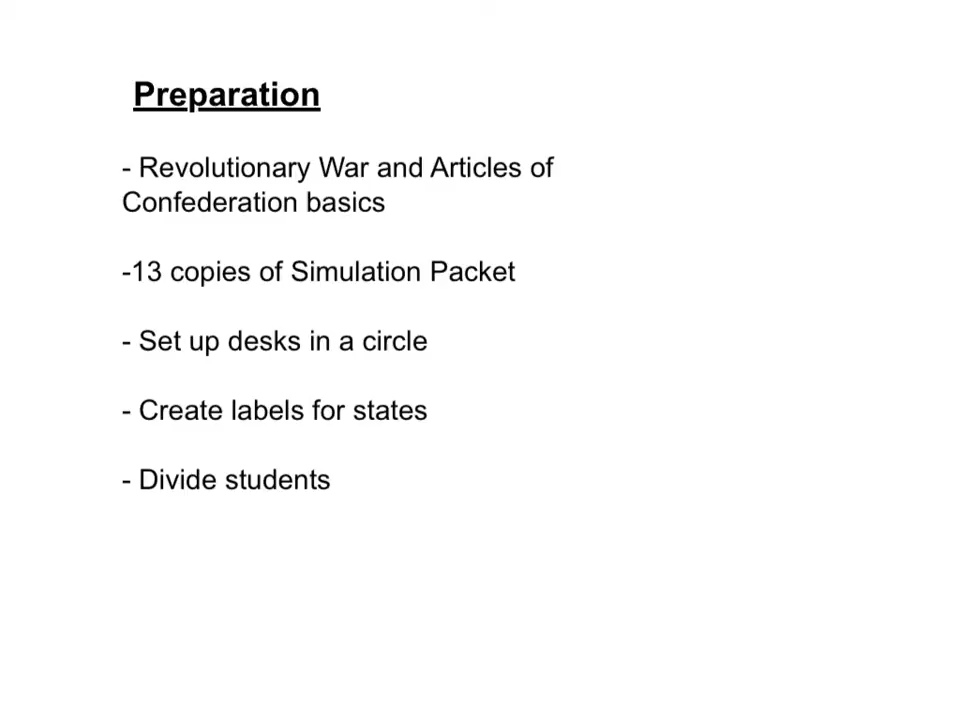 Preparation
- Revolutionary War and Articles of
Confederation basics
-13 copies of Simulation Packet
- Set up desks in a circle
- Create labels for states
- Divide students